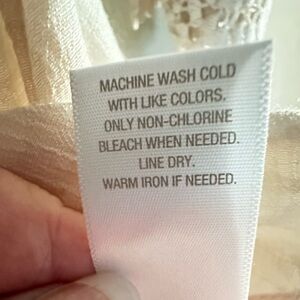 MACHINE WASH COLD
WITH LIKE COLORS.
ONLY NON-CHLORINE
BLEACH WHEN NEEDED.
LINE DRY.
WARM IRON IF NEEDED.